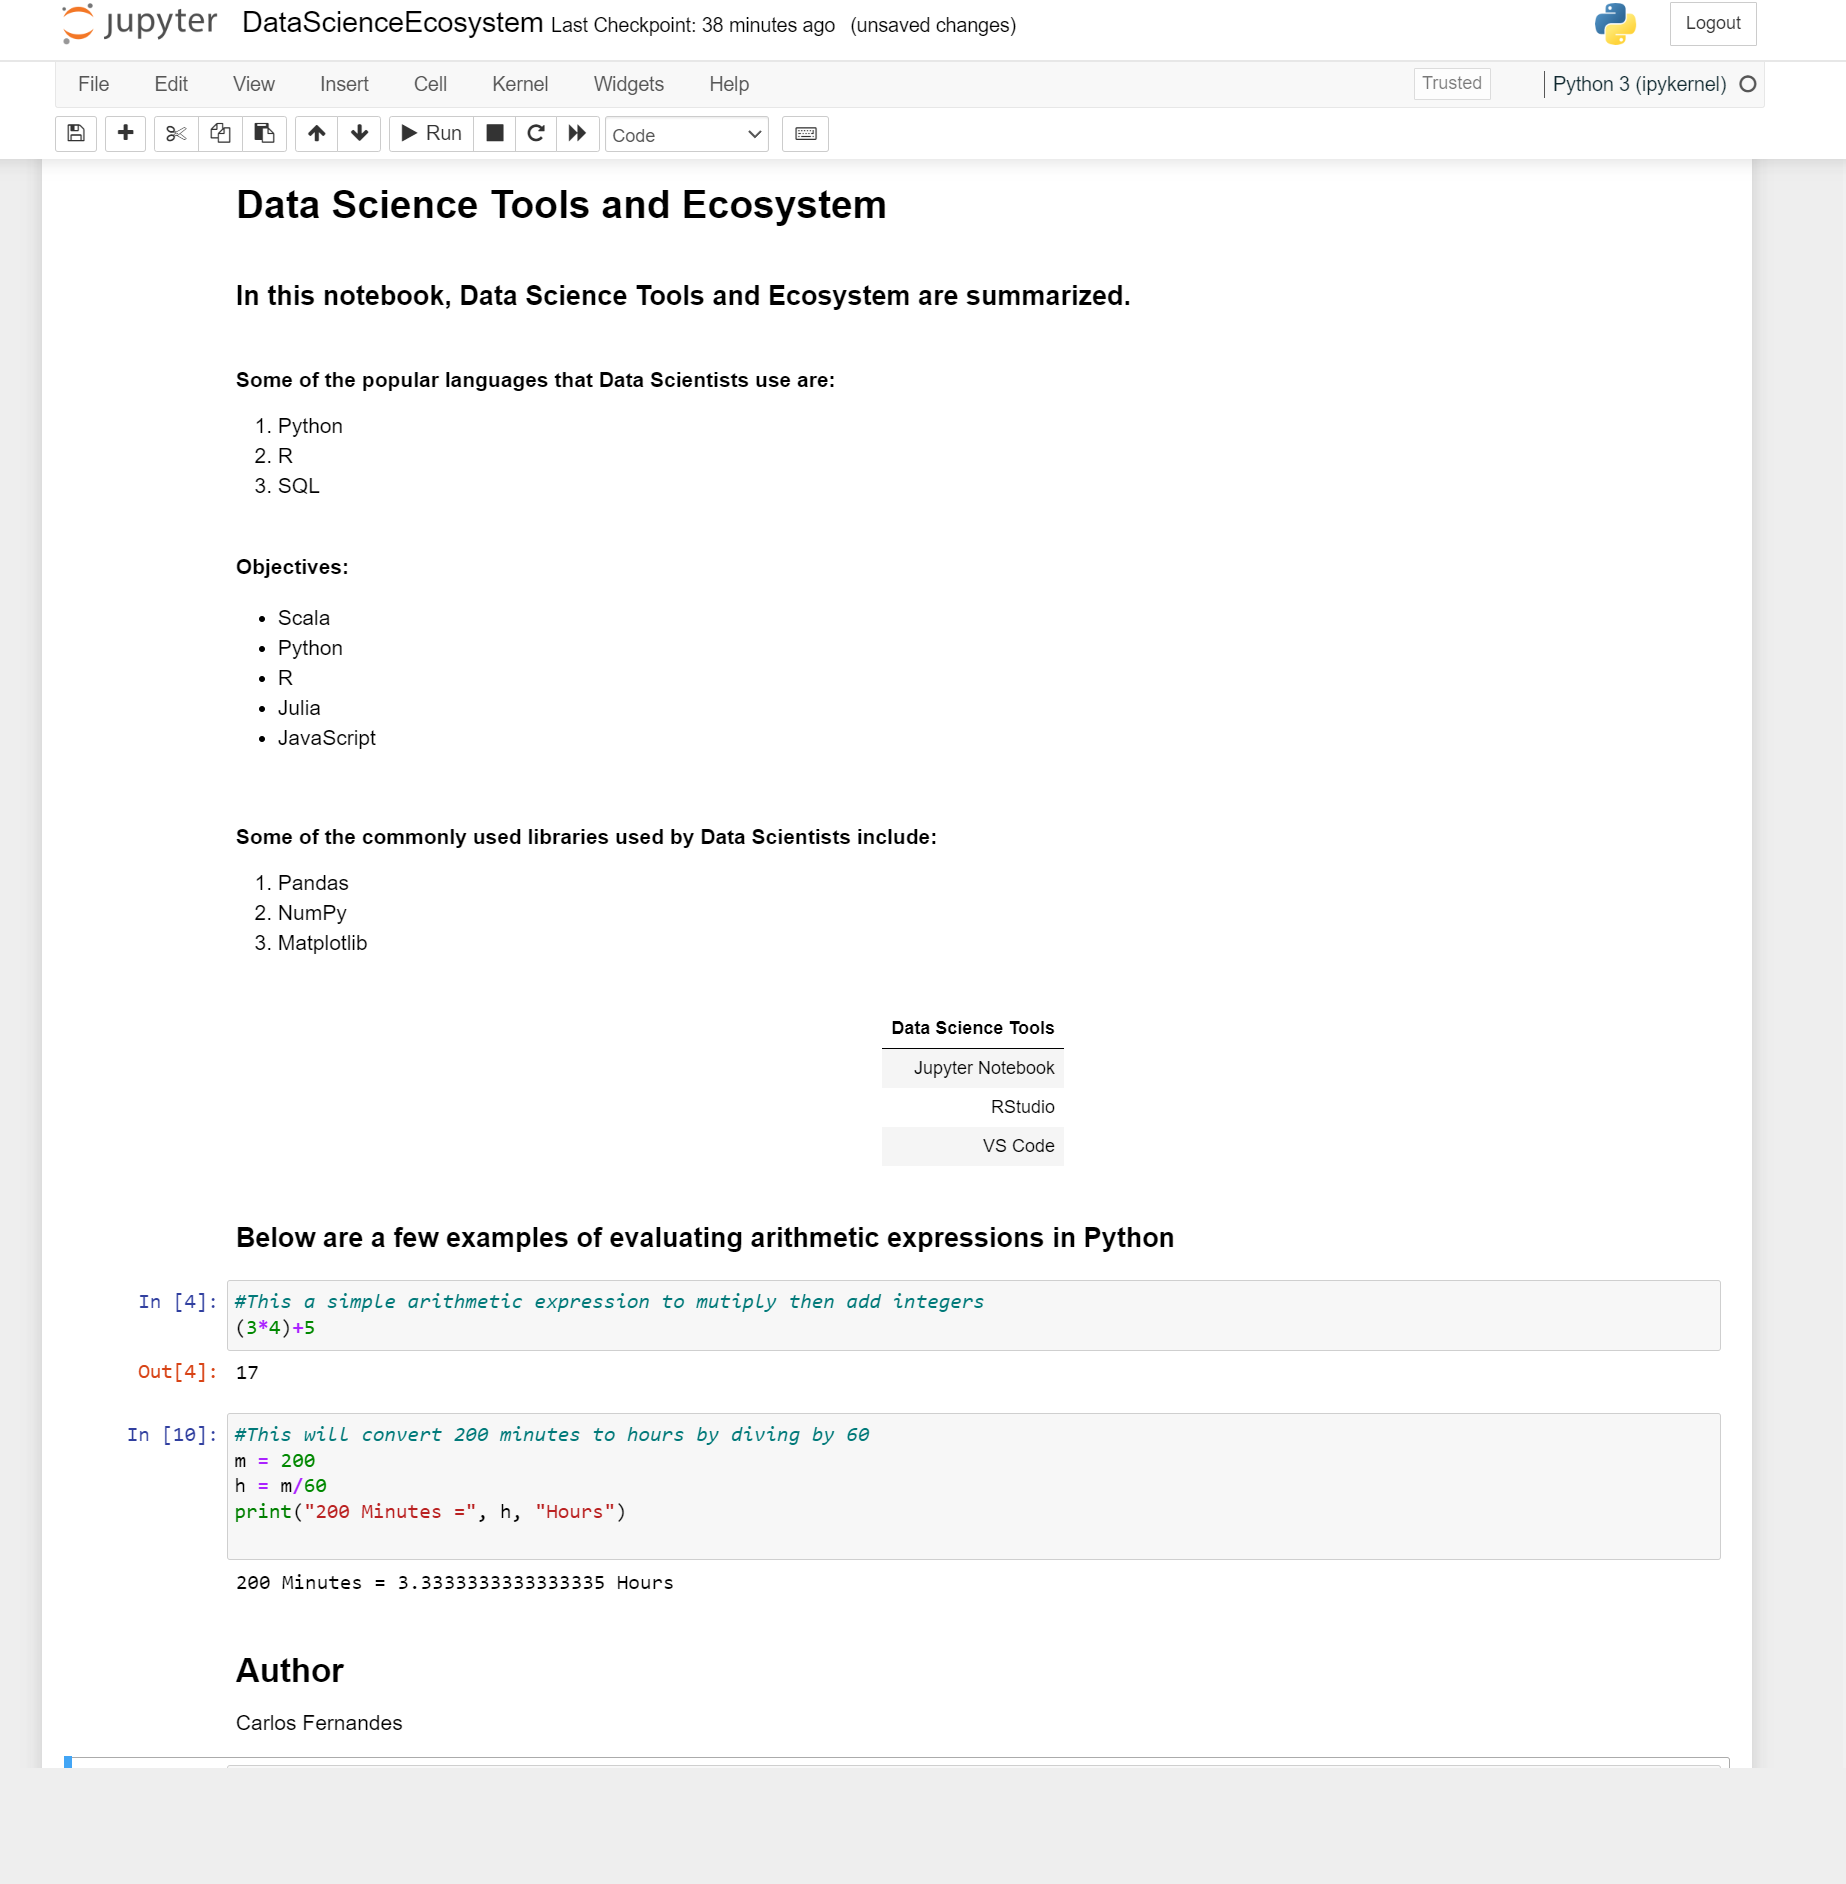 jupyter DataScienceEcosystem Last Checkpoint: 38 minutes ago (unsaved changes) Logout
File Edit View Insert Cell Kernel Widgets Help Trusted Python 3 (ipykernel)
Run Code
Data Science Tools and Ecosystem
In this notebook, Data Science Tools and Ecosystem are summarized.
Some of the popular languages that Data Scientists use are:
1. Python
2. R
3. SQL
Objectives:
• Scala
• Python
• R
• Julia
• JavaScript
Some of the commonly used libraries used by Data Scientists include:
1. Pandas
2. NumPy
3. Matplotlib
Data Science Tools
Jupyter Notebook
RStudio
VS Code
Below are a few examples of evaluating arithmetic expressions in Python
In [4]: #This a simple arithmetic expression to mutiply then add integers
(3*4)+5
Out[4]: 17
In [10]: #This will convert 200 minutes to hours by diving by 60
m = 200
h = m/60
print("200 Minutes =", h, "Hours")
200 Minutes = 3.3333333333333335 Hours
Author
Carlos Fernandes